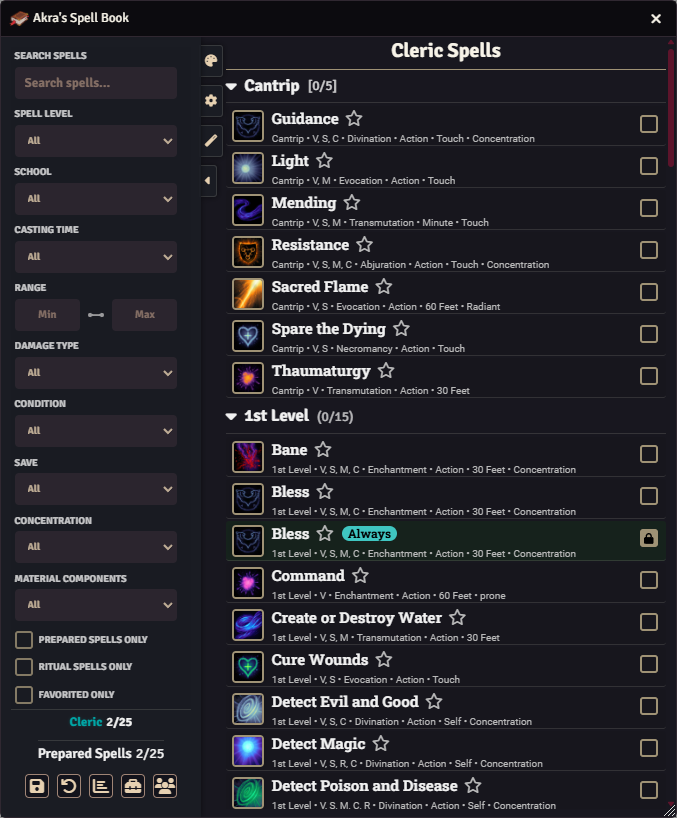 Akra's Spell Book
SEARCH SPELLS
Search spells...
SPELL LEVEL
All
SCHOOL
All
CASTING TIME
All
RANGE
Min
Max
DAMAGE TYPE
All
CONDITION
All
SAVE
All
CONCENTRATION
All
MATERIAL COMPONENTS
All
PREPARED SPELLS ONLY
RITUAL SPELLS ONLY
FAVORITED ONLY
Cleric 2/25
Prepared Spells 2/25
Cleric Spells
Cantrip [0/5]
Guidance
Cantrip • V, S, C • Divination • Action • Touch • Concentration
Light
Cantrip • V, M • Evocation • Action • Touch
Mending
Cantrip • V, S, M • Transmutation • Minute • Touch
Resistance
Cantrip • V, S, M, C • Abjuration • Action • Touch • Concentration
Sacred Flame
Cantrip • V, S • Evocation • Action • 60 Feet • Radiant
Spare the Dying
Cantrip • V, S • Necromancy • Action • Touch
Thaumaturgy
Cantrip • V • Transmutation • Action • 30 Feet
1st Level (0/15)
Bane
1st Level • V, S, M, C • Enchantment • Action • 30 Feet • Concentration
Bless
1st Level • V, S, M, C • Enchantment • Action • 30 Feet • Concentration
Bless Always
1st Level • V, S, M, C • Enchantment • Action • 30 Feet • Concentration
Command
1st Level • V • Enchantment • Action • 60 Feet • prone
Create or Destroy Water
1st Level • V, S, M • Transmutation • Action • 30 Feet
Cure Wounds
1st Level • V, S • Evocation • Action • Touch
Detect Evil and Good
1st Level • V, S, C • Divination • Action • Self • Concentration
Detect Magic
1st Level • V, S, R, C • Divination • Action • Self • Concentration
Detect Poison and Disease
1st Level • V, S, M, C, R • Divination • Action • Self • Concentration